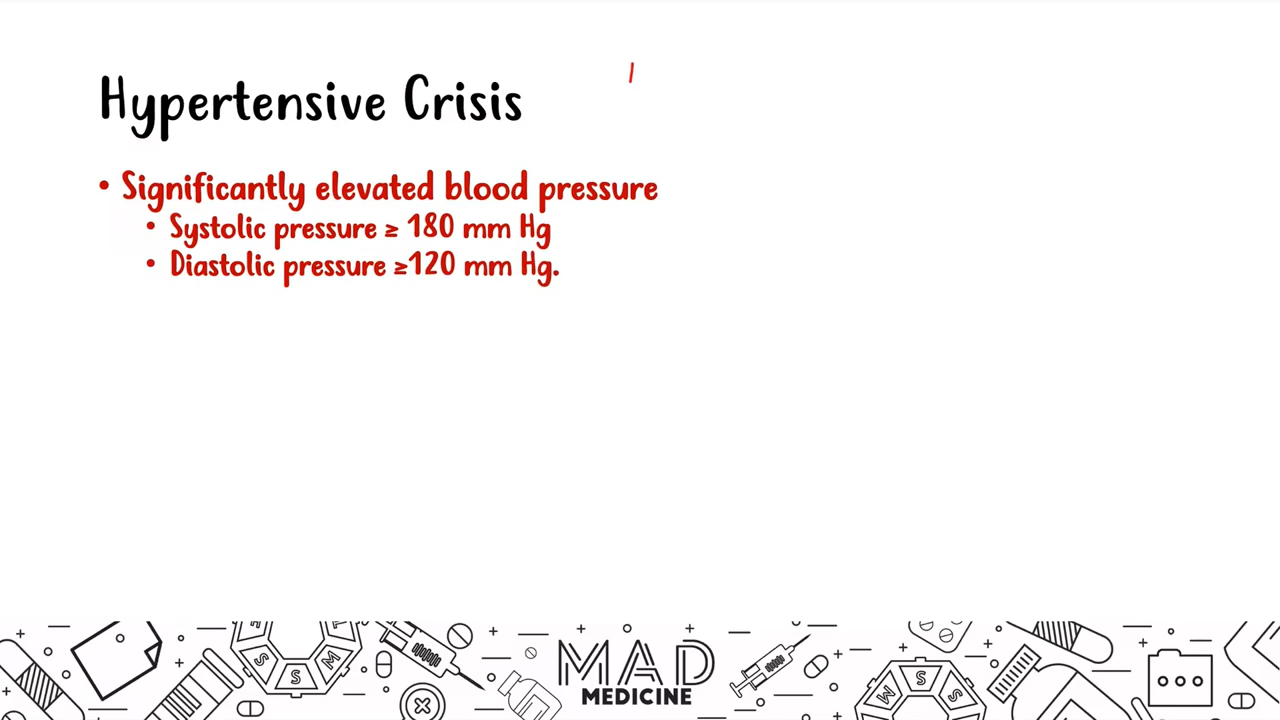 Hypertensive Crisis
• Significantly elevated blood pressure
• Systolic pressure ≥ 180 mm Hg
• Diastolic pressure ≥120 mm Hg.
MAD
MEDICINE